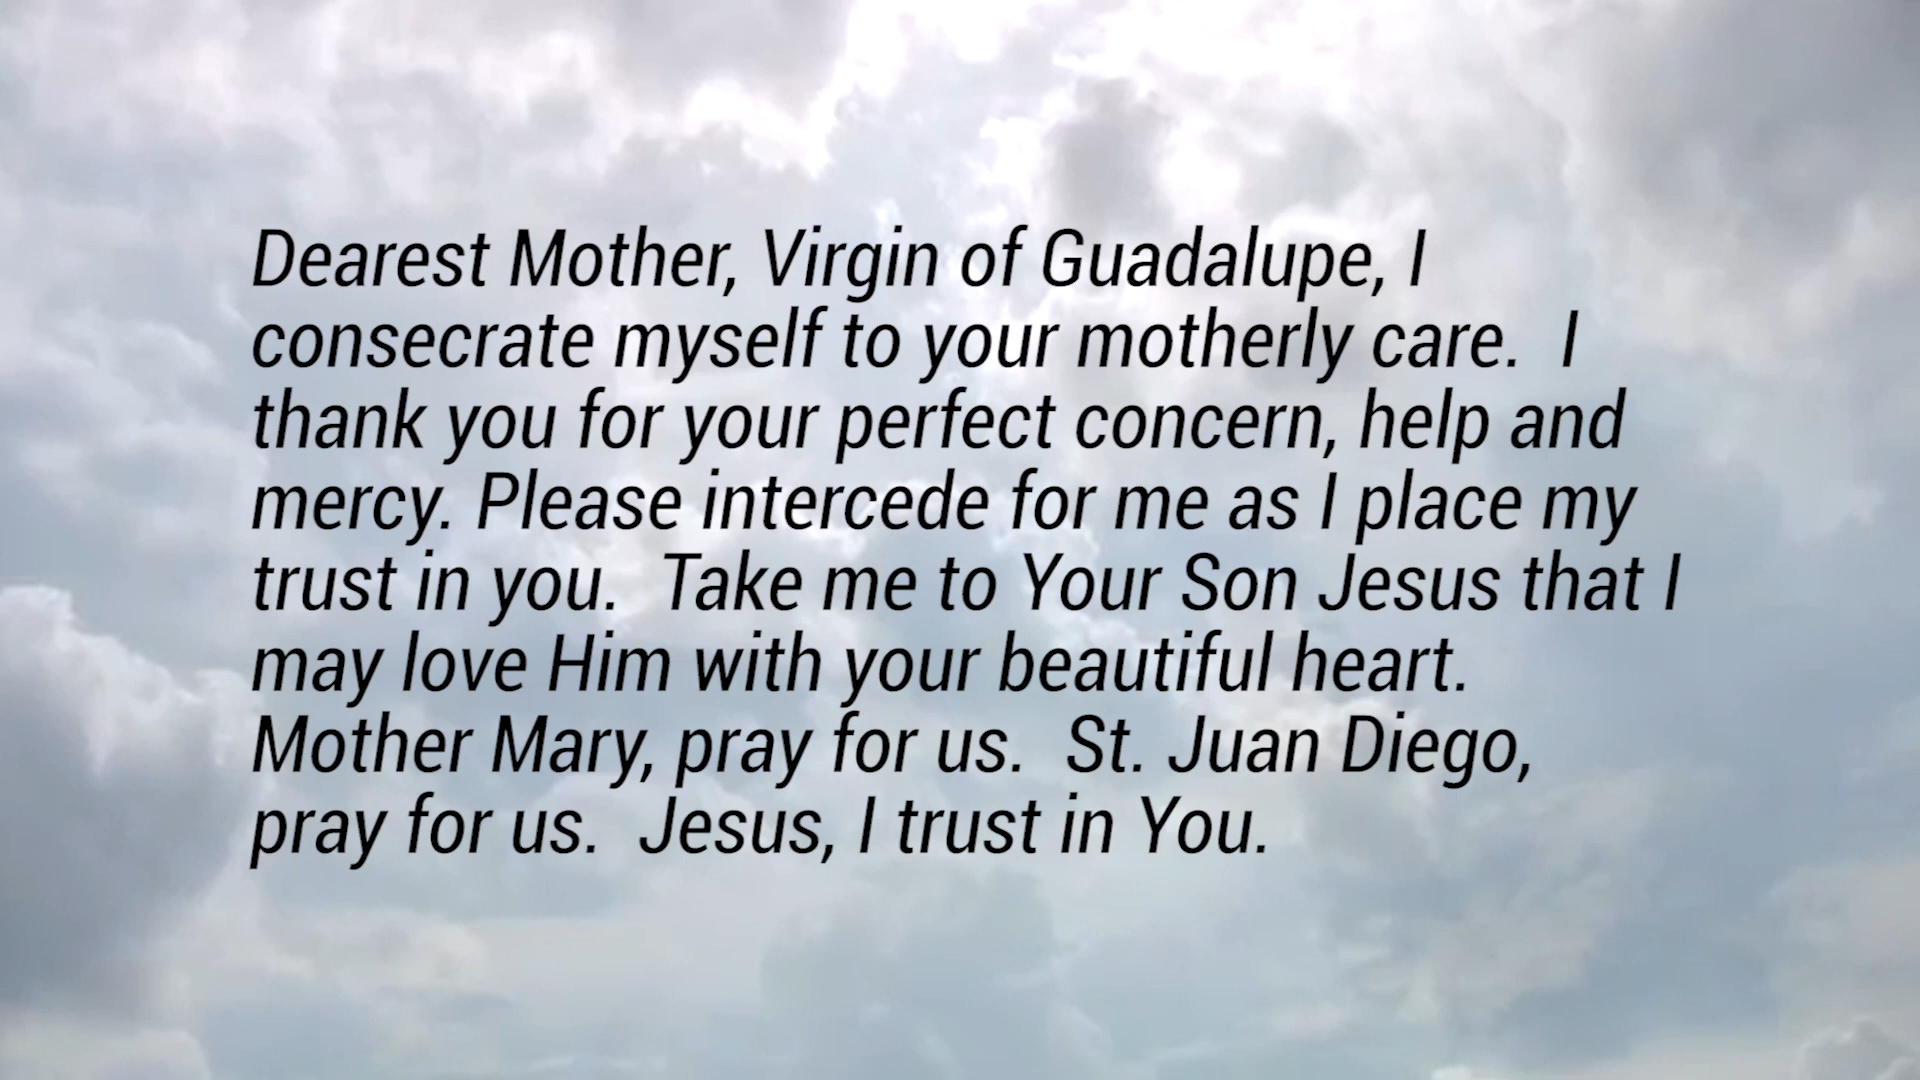 Dearest Mother, Virgin of Guadalupe, I
consecrate myself to your motherly care.  I
thank you for your perfect concern, help and
mercy. Please intercede for me as I place my
trust in you.  Take me to Your Son Jesus that I
may love Him with your beautiful heart.
Mother Mary, pray for us.  St. Juan Diego,
pray for us.  Jesus, I trust in You.